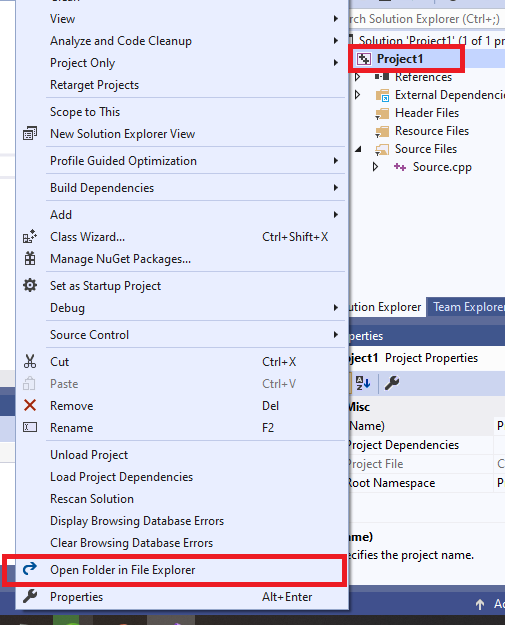 View
Analyze and Code Cleanup
Project Only
Retarget Projects
Scope to This
New Solution Explorer View
Profile Guided Optimization
Build Dependencies
Add
Class Wizard... Ctrl+Shift+X
Manage NuGet Packages...
Set as Startup Project
Debug
Source Control
Cut Ctrl+X
Paste Ctrl+V
Remove Del
Rename F2
Unload Project
Load Project Dependencies
Rescan Solution
Display Browsing Database Errors
Clear Browsing Database Errors
Open Folder in File Explorer
Properties Alt+Enter
rch Solution Explorer (Ctrl+;)
Solution 'Project1' (1 of 1 pr
Project1
References
External Dependencie
Header Files
Resource Files
Source Files
Source.cpp
ution Explorer Team Explorer
perties
ject1 Project Properties
Misc
(Name) P
Project Dependencies
Project File C
Root Namespace P
me)
ecifies the project name.